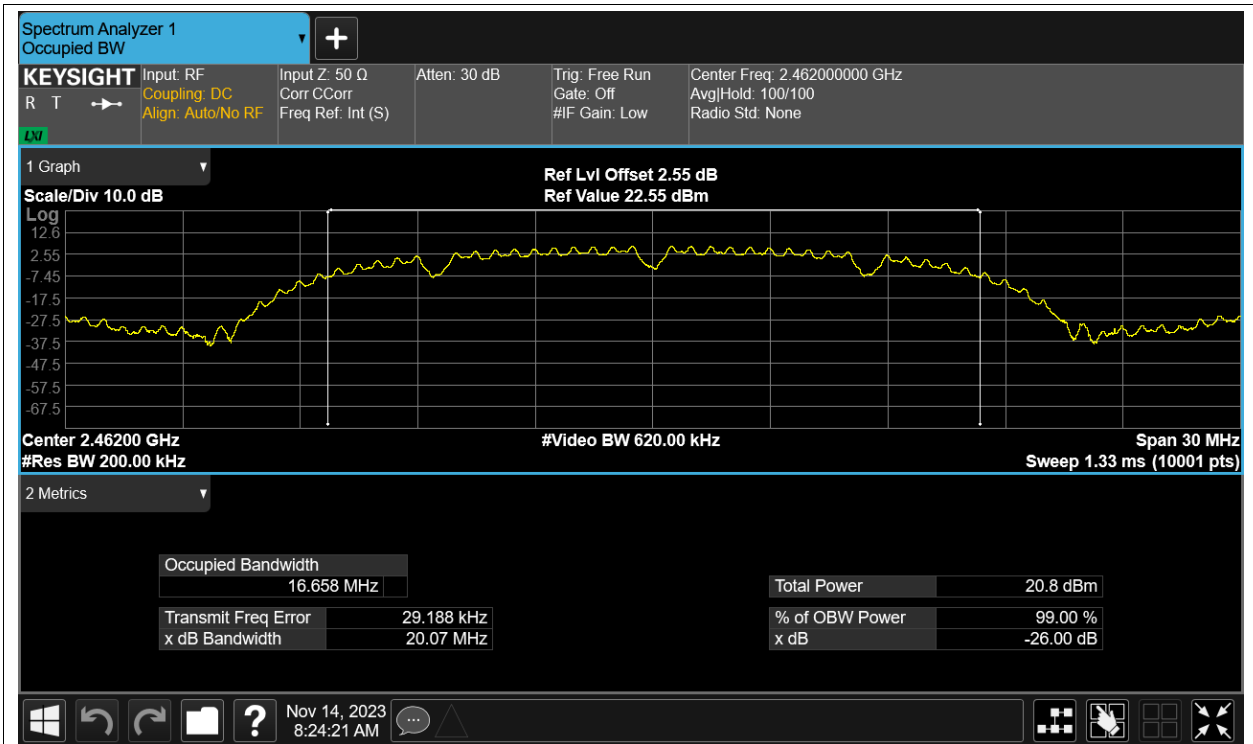 Spectrum Analyzer 1
Occupied BW
KEYSIGHT
R T
LXI
Input: RF
Coupling: DC
Align: Auto/No RF
Input Z: 50 Ω
Corr CCorr
Freq Ref: Int (S)
Atten: 30 dB
Trig: Free Run
Gate: Off
#IF Gain: Low
Center Freq: 2.462000000 GHz
Avg|Hold: 100/100
Radio Std: None
1 Graph
Scale/Div 10.0 dB
Ref Lvl Offset 2.55 dB
Ref Value 22.55 dBm
Log
12.6
2.55
-7.45
-17.5
-27.5
-37.5
-47.5
-57.5
-67.5
Center 2.46200 GHz
#Res BW 200.00 kHz
#Video BW 620.00 kHz
Span 30 MHz
Sweep 1.33 ms (10001 pts)
2 Metrics
Occupied Bandwidth
16.658 MHz
Transmit Freq Error 29.188 kHz
x dB Bandwidth 20.07 MHz
Total Power 20.8 dBm
% of OBW Power 99.00 %
x dB -26.00 dB
Nov 14, 2023
8:24:21 AM